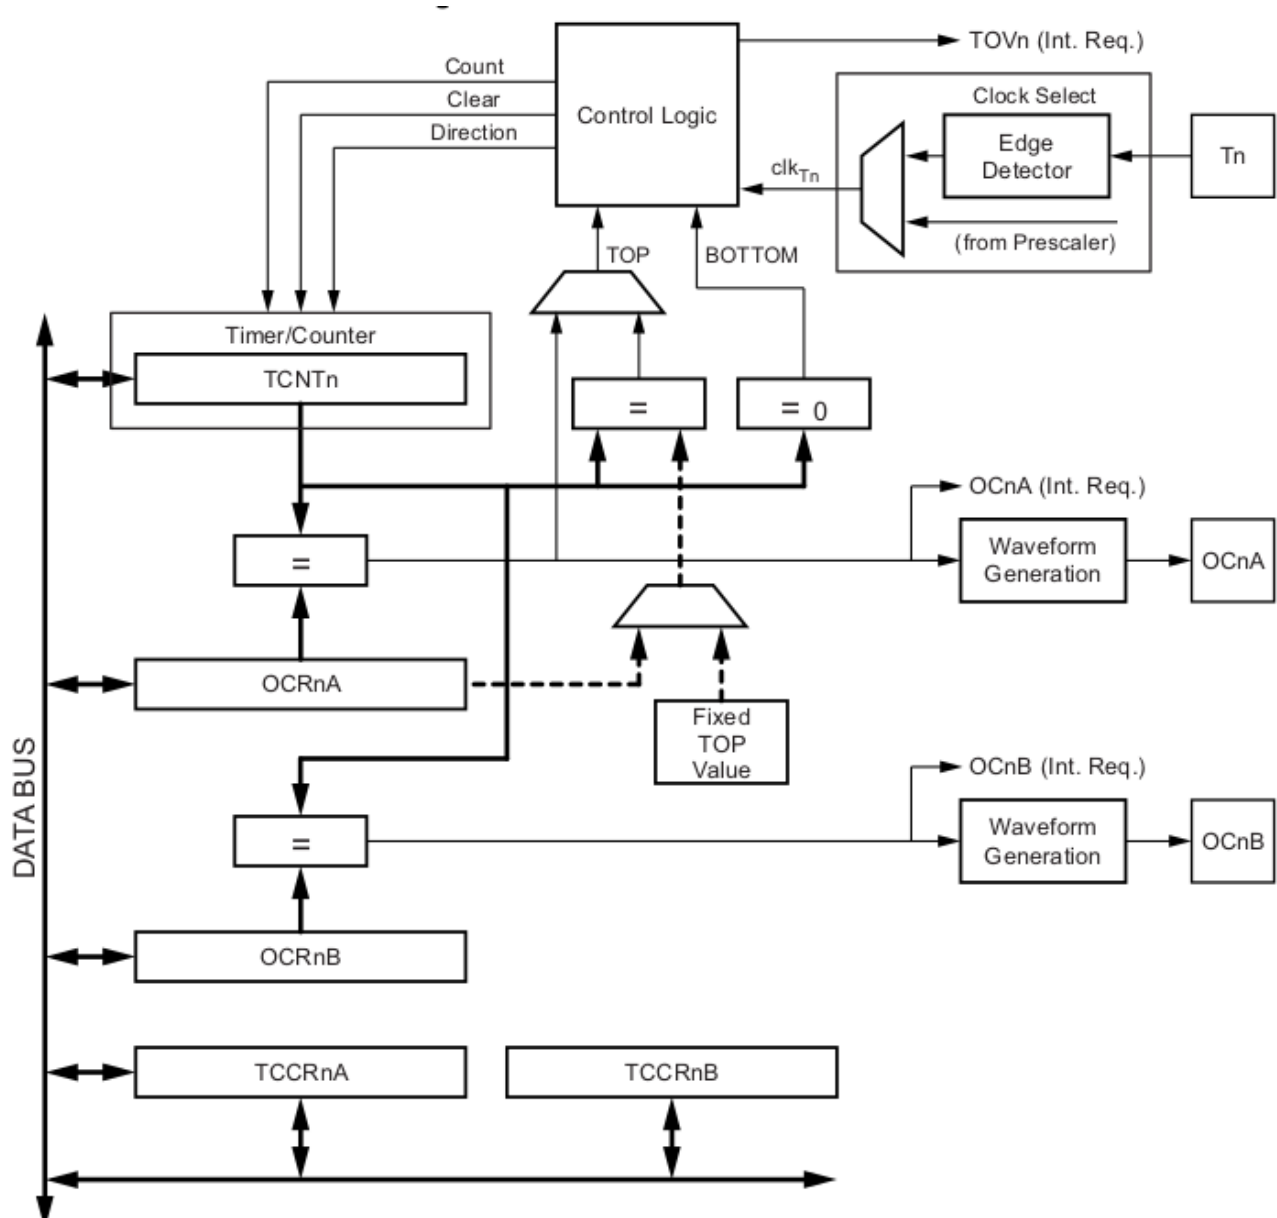 TOVn (Int. Req.)
Count
Clear
Direction
Control Logic
Clock Select
Edge
Detector
Tn
clkTn
(from Prescaler)
TOP
BOTTOM
Timer/Counter
TCNTn
=
= 0
OCnA (Int. Req.)
=
Waveform
Generation
OCnA
OCRnA
Fixed
TOP
Value
DATA BUS
OCnB (Int. Req.)
=
Waveform
Generation
OCnB
OCRnB
TCCRnA
TCCRnB